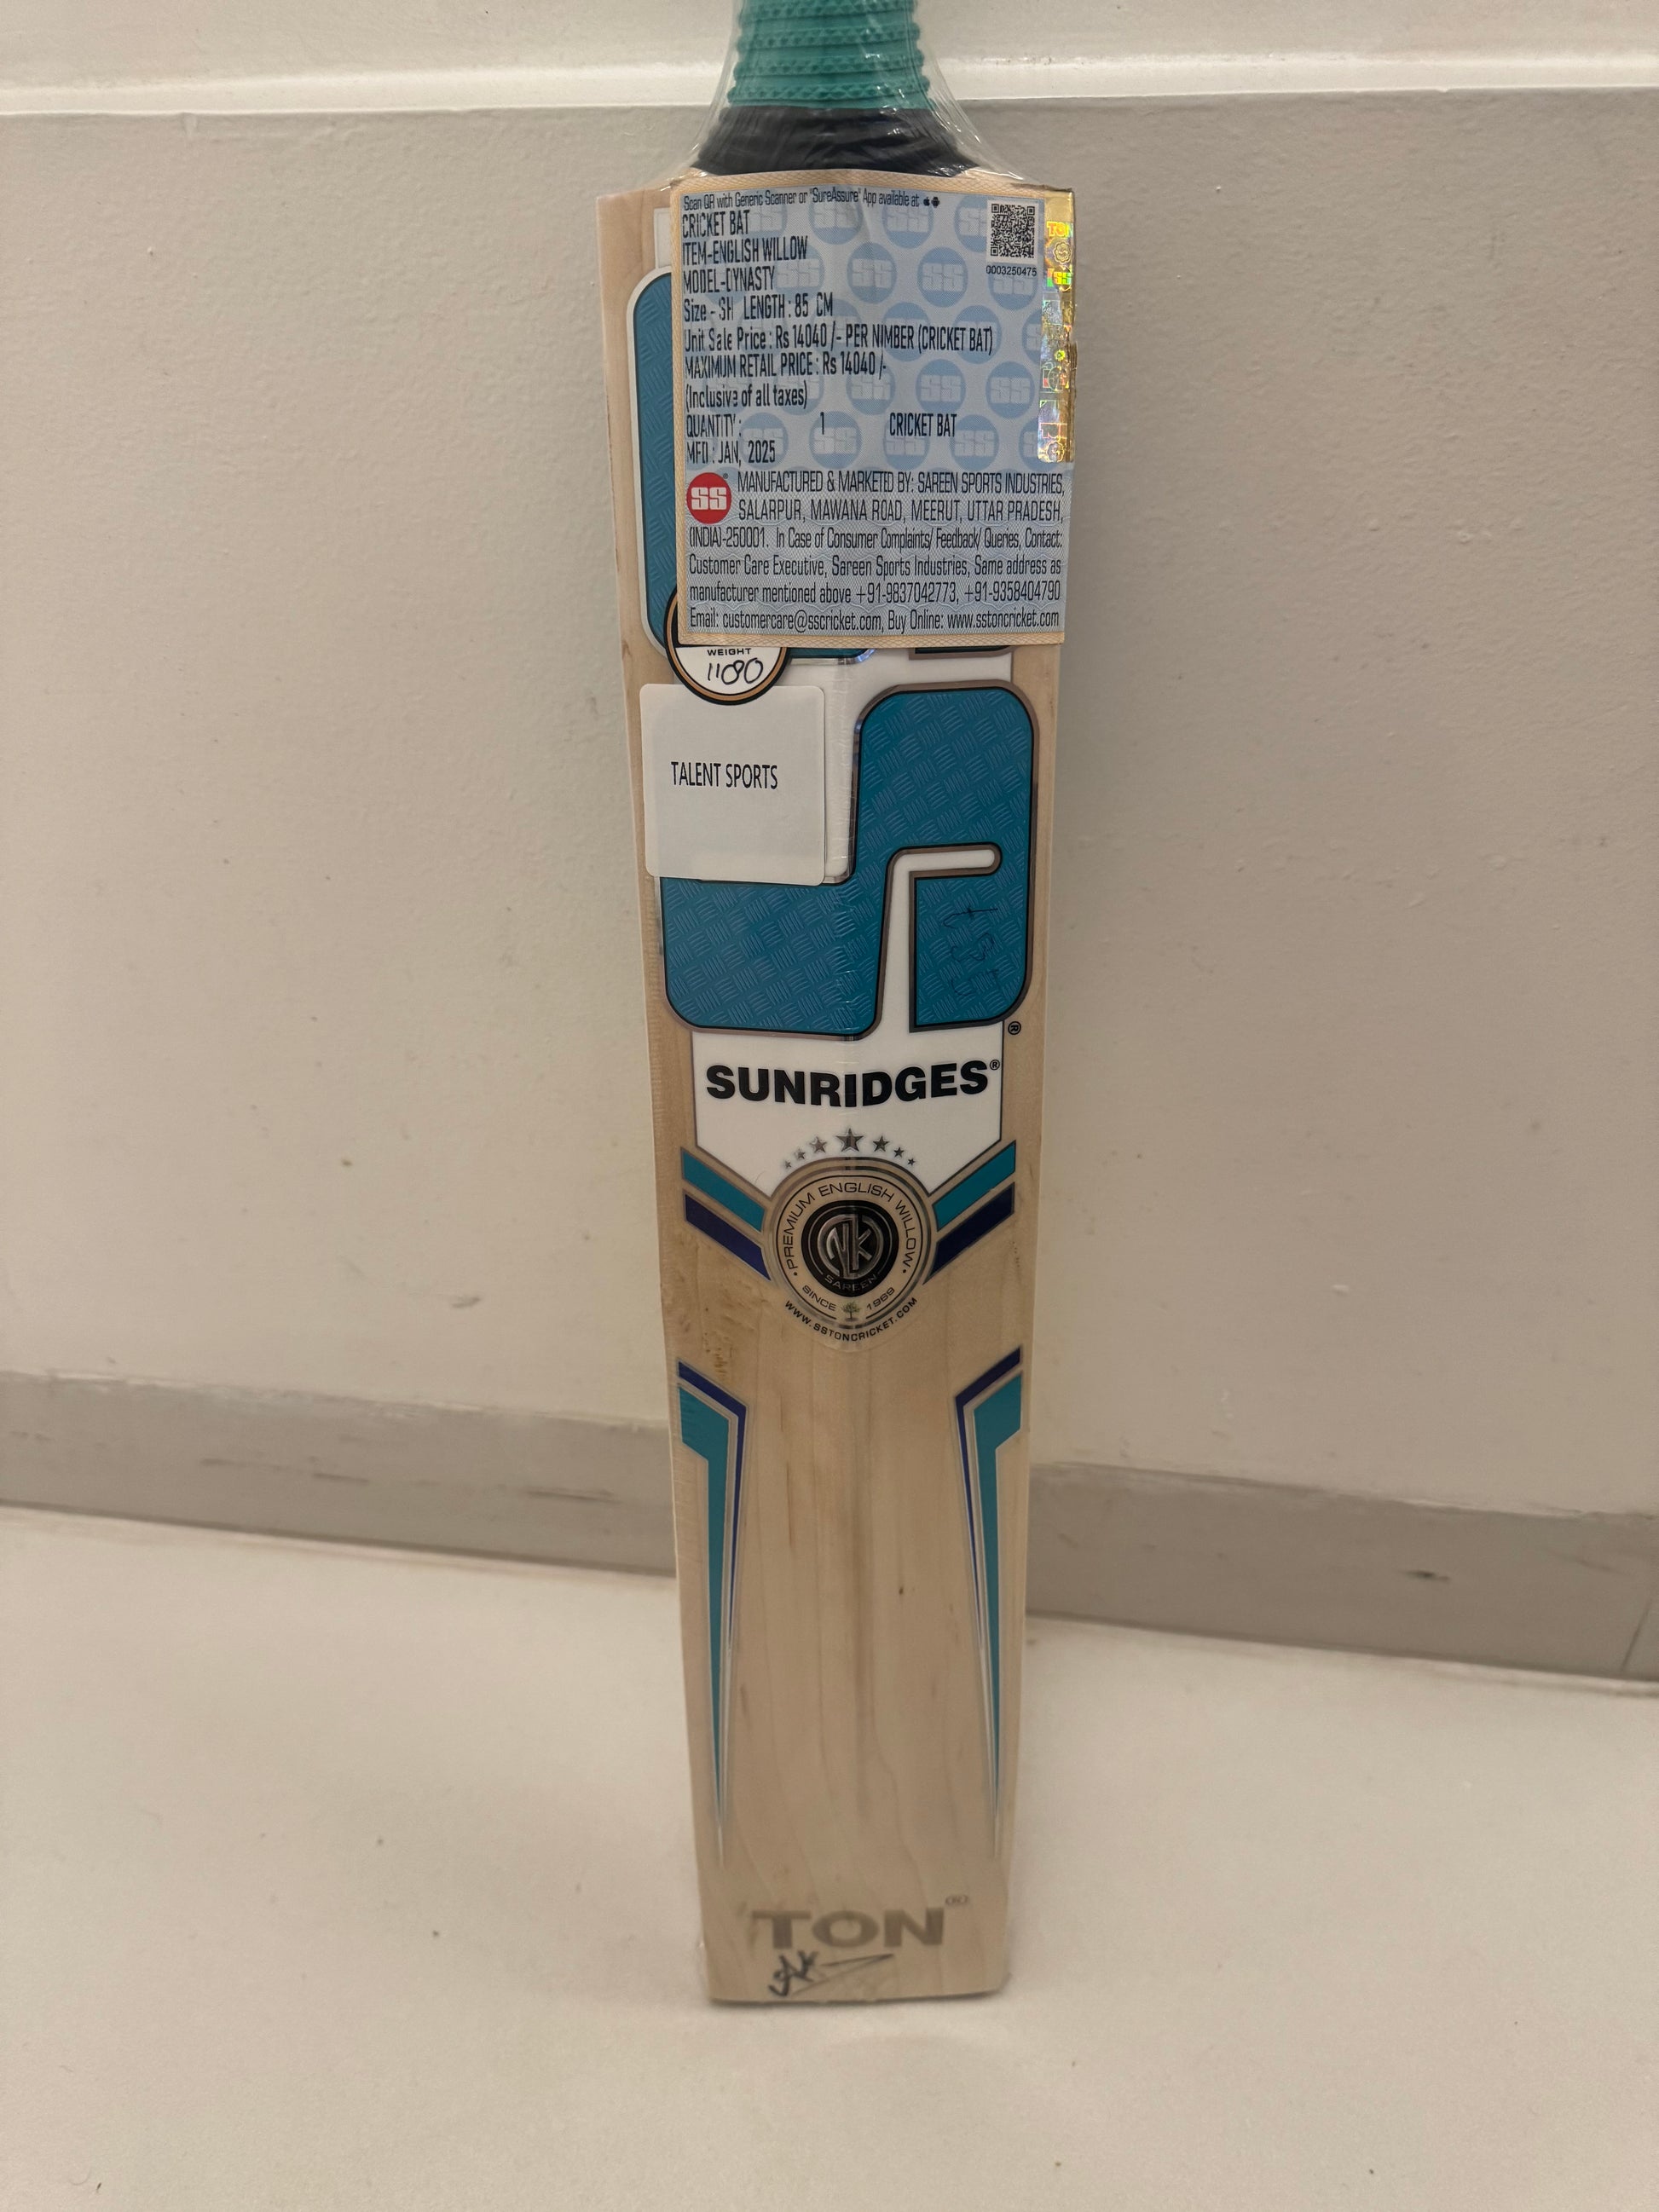 Scan QR with Generic Scanner or 'SureAssure' App available at
CRICKET BAT
ITEM-ENGLISH WILLOW
MODEL-DYNASTY
Size - SH LENGTH : 85 CM
Unit Sale Price : Rs 14040 /- PER NIMBER (CRICKET BAT)
MAXIMUM RETAIL PRICE : Rs 14040 /-
(Inclusive of all taxes)
QUANTITY : 1 CRICKET BAT
MFD : JAN, 2025
0003250475
TON
SS
SS MANUFACTURED & MARKETED BY: SAREEN SPORTS INDUSTRIES,
SALARPUR, MAWANA ROAD, MEERUT, UTTAR PRADESH,
(INDIA)-250001. In Case of Consumer Complaints/ Feedback/ Queries, Contact:
Customer Care Executive, Sareen Sports Industries, Same address as
manufacturer mentioned above +91-9837042773, +91-9358404790
Email: customercare@sscricket.com, Buy Online: www.sstoncricket.com
WEIGHT
1180
TALENT SPORTS
SUNRIDGES®
PREMIUM ENGLISH WILLOW
SAREEN
SINCE 1969
WWW.SSTONCRICKET.COM
TON®